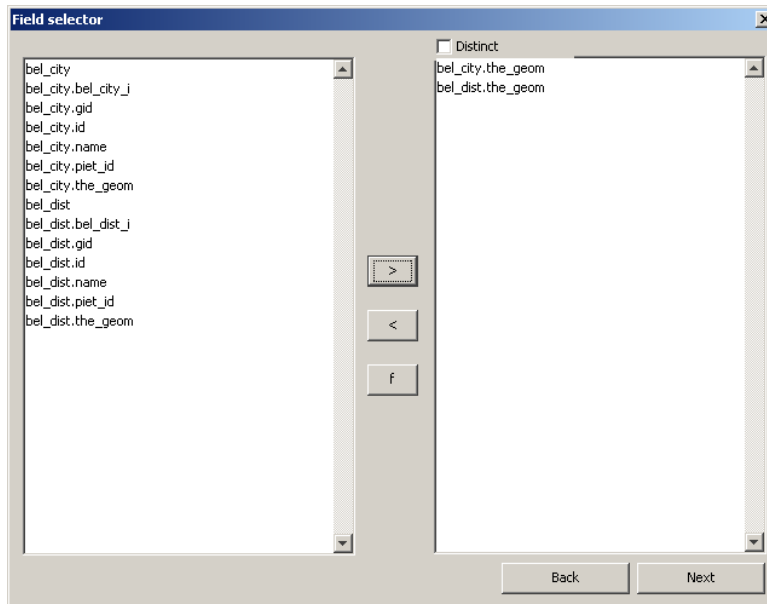 Field selector
Distinct
bel_city
bel_city.bel_city_i
bel_city.gid
bel_city.id
bel_city.name
bel_city.piet_id
bel_city.the_geom
bel_dist
bel_dist.bel_dist_i
bel_dist.gid
bel_dist.id
bel_dist.name
bel_dist.piet_id
bel_dist.the_geom
>
<
f
bel_city.the_geom
bel_dist.the_geom
Back
Next